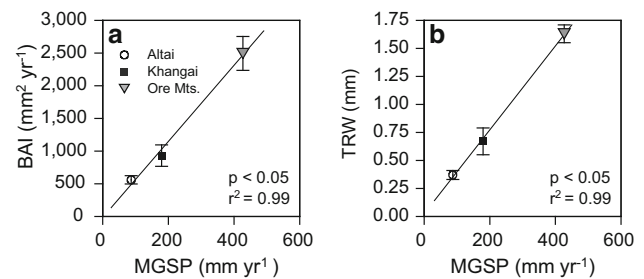 a
Altai
Khangai
Ore Mts.
3,000
2,500
2,000
1,500
1,000
500
0
BAI (mm² yr⁻¹)
p < 0.05
r² = 0.99
0 200 400 600
MGSP (mm yr⁻¹)
b
1.75
1.50
1.25
1.00
0.75
0.50
0.25
0.00
TRW (mm)
p < 0.05
r² = 0.99
0 200 400 600
MGSP (mm yr⁻¹)